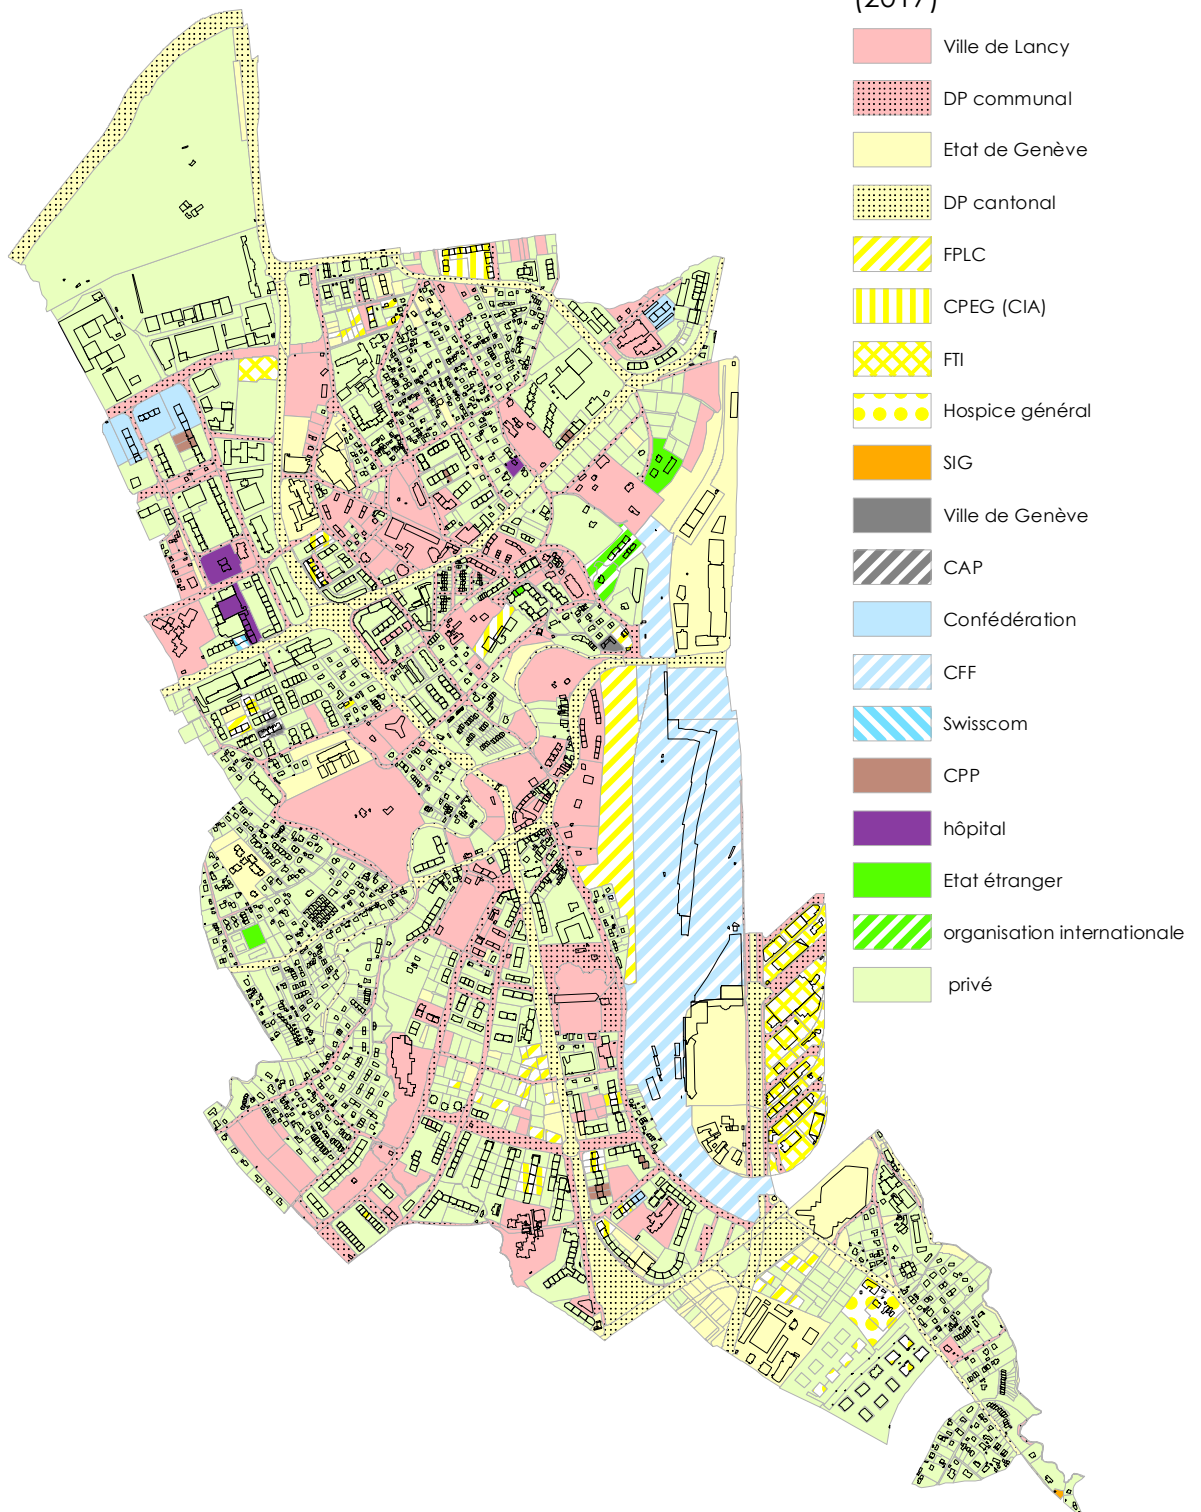 (2017)
Ville de Lancy
DP communal
Etat de Genève
DP cantonal
FPLC
CPEG (CIA)
FTI
Hospice général
SIG
Ville de Genève
CAP
Confédération
CFF
Swisscom
CPP
hôpital
Etat étranger
organisation internationale
privé